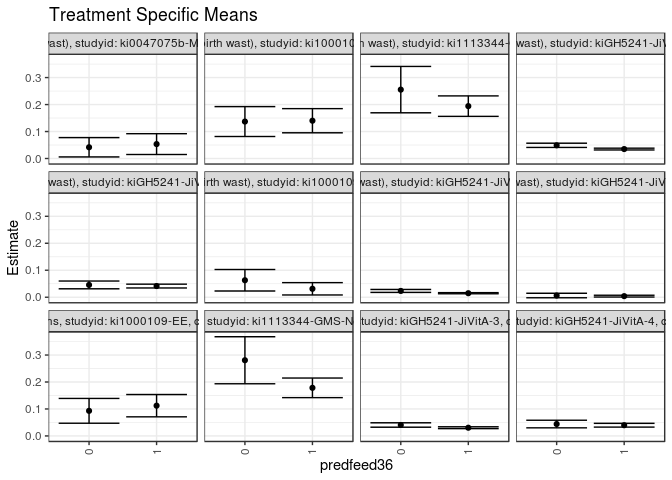 Treatment Specific Means
wast), studyid: ki0047075b-M
birth wast), studyid: ki100010
wast), studyid: ki1113344-
wast), studyid: kiGH5241-JiV
0.3
0.2
0.1
0.0
wast), studyid: kiGH5241-JiV
birth wast), studyid: ki100010
wast), studyid: kiGH5241-JiV
wast), studyid: kiGH5241-JiV
0.3
0.2
0.1
0.0
Estimate
ns, studyid: ki1000109-EE, c
studyid: ki1113344-GMS-N
studyid: kiGH5241-JiVitA-3, c
studyid: kiGH5241-JiVitA-4, c
0.3
0.2
0.1
0.0
0 1 0 1 0 1 0 1
predfeed36